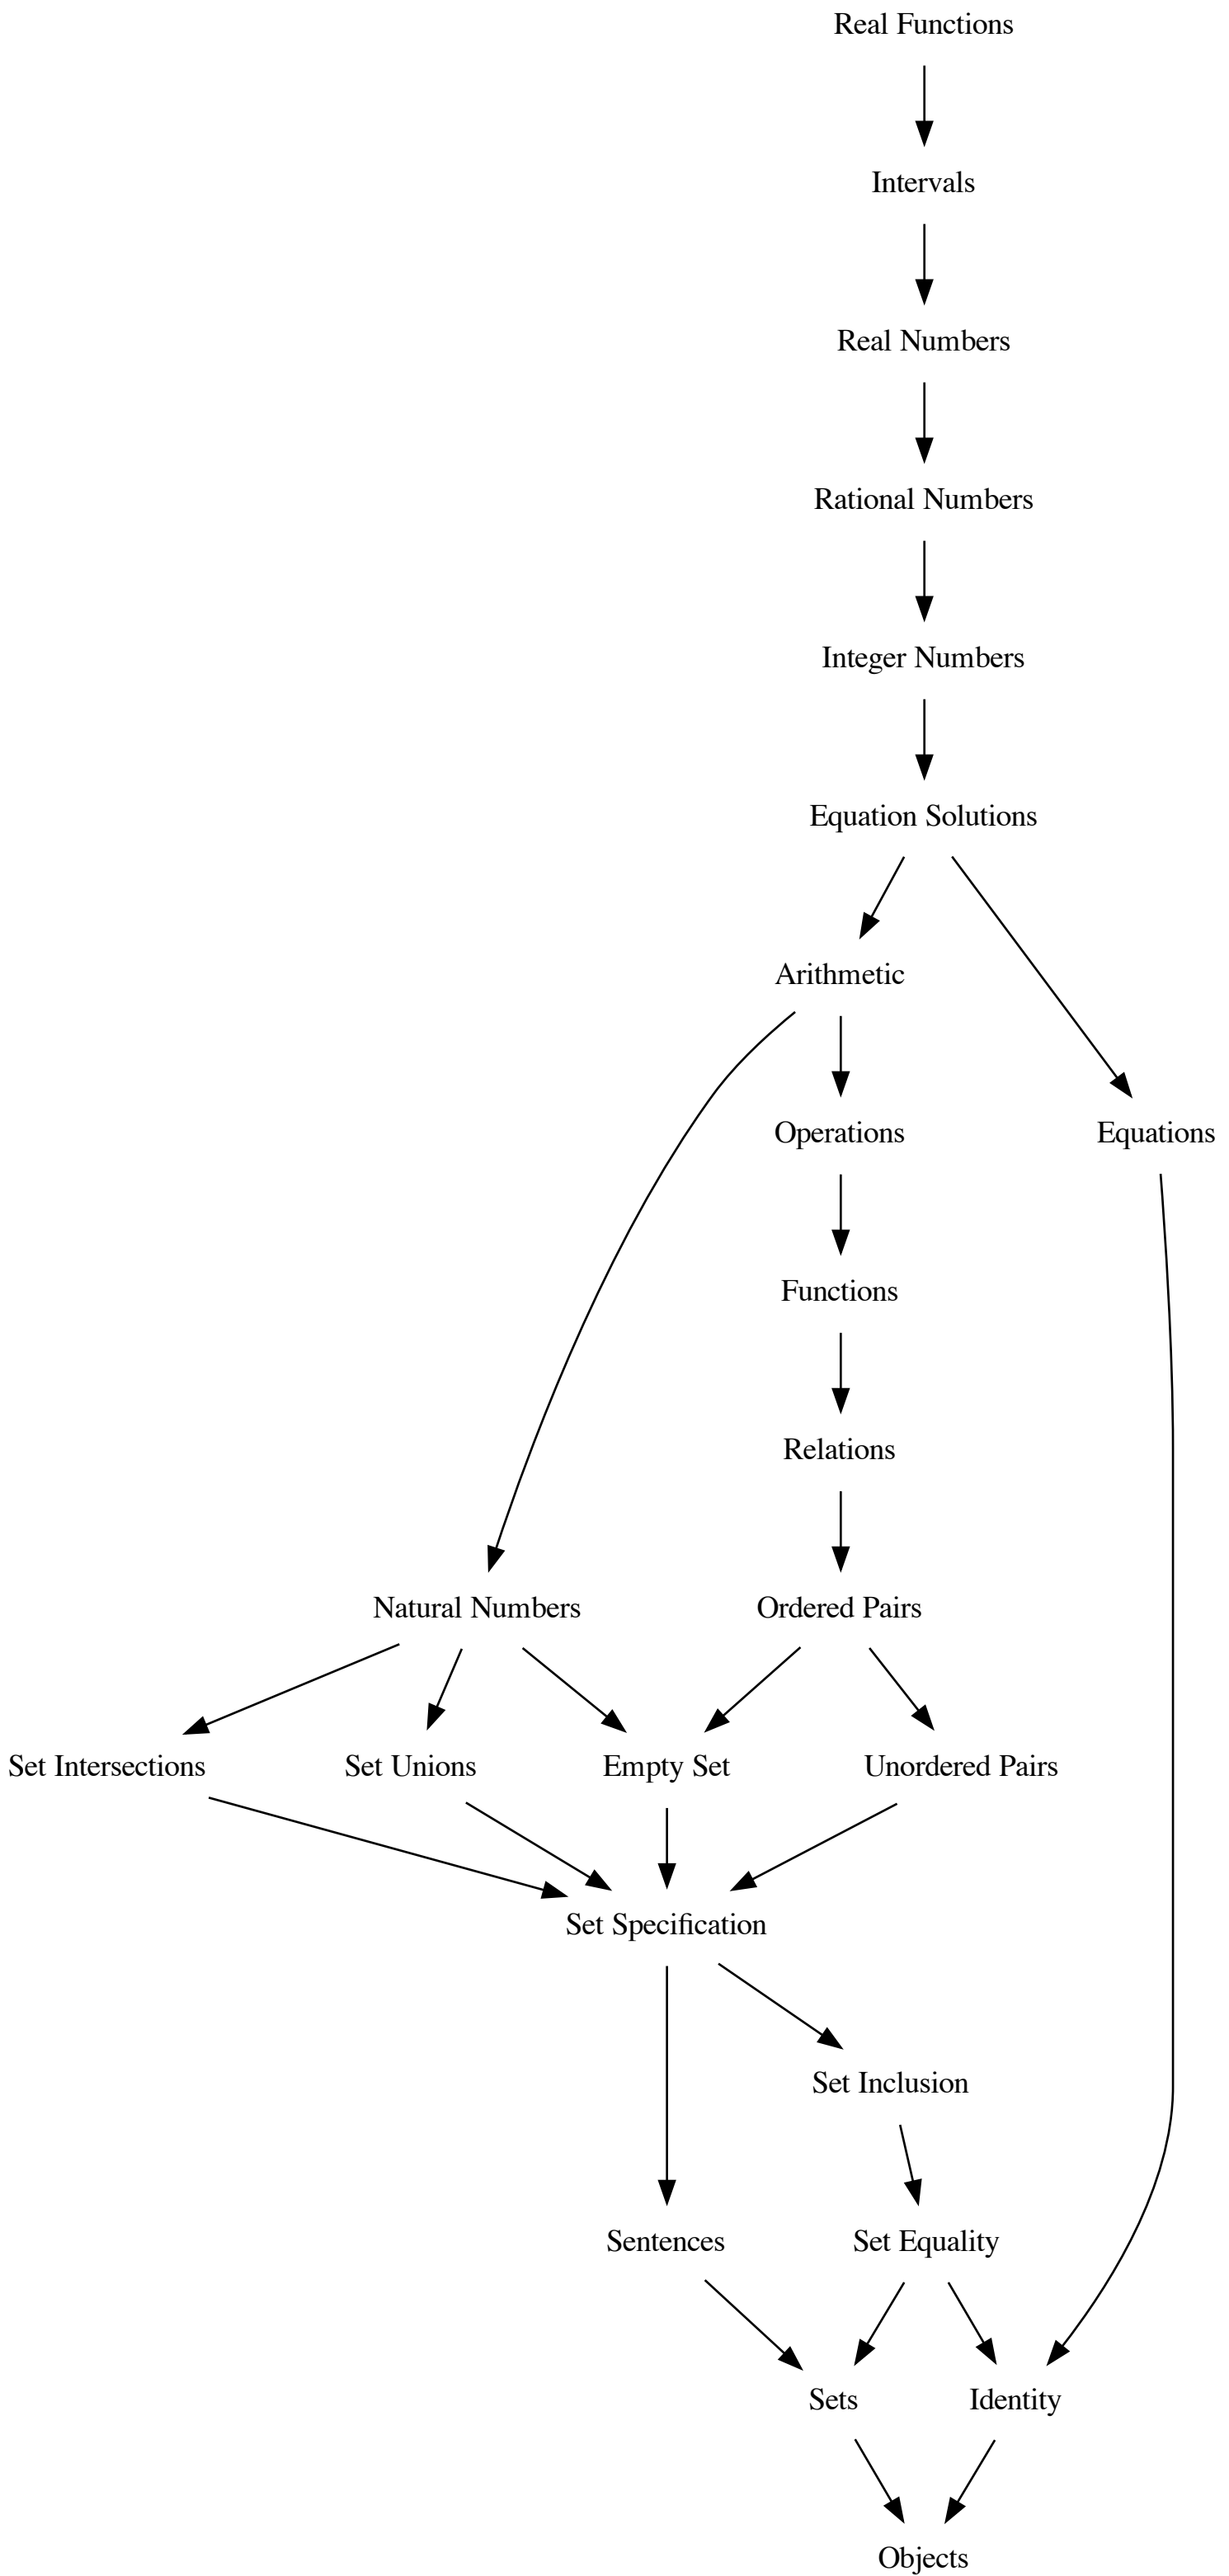 Real Functions
Intervals
Real Numbers
Rational Numbers
Integer Numbers
Equation Solutions
Arithmetic
Operations
Equations
Functions
Relations
Natural Numbers
Ordered Pairs
Set Intersections
Set Unions
Empty Set
Unordered Pairs
Set Specification
Set Inclusion
Sentences
Set Equality
Sets
Identity
Objects